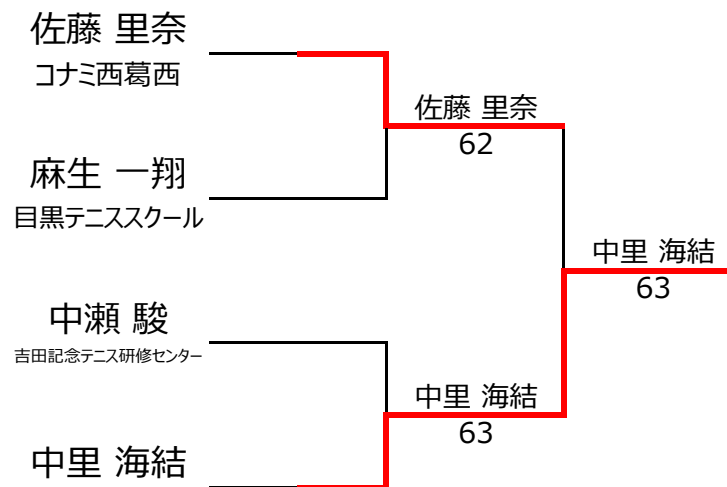 佐藤 里奈
コナミ西葛西
佐藤 里奈
62
麻生 一翔
目黒テニススクール
中里 海結
63
中瀬 駿
吉田記念テニス研修センター
中里 海結
63
中里 海結